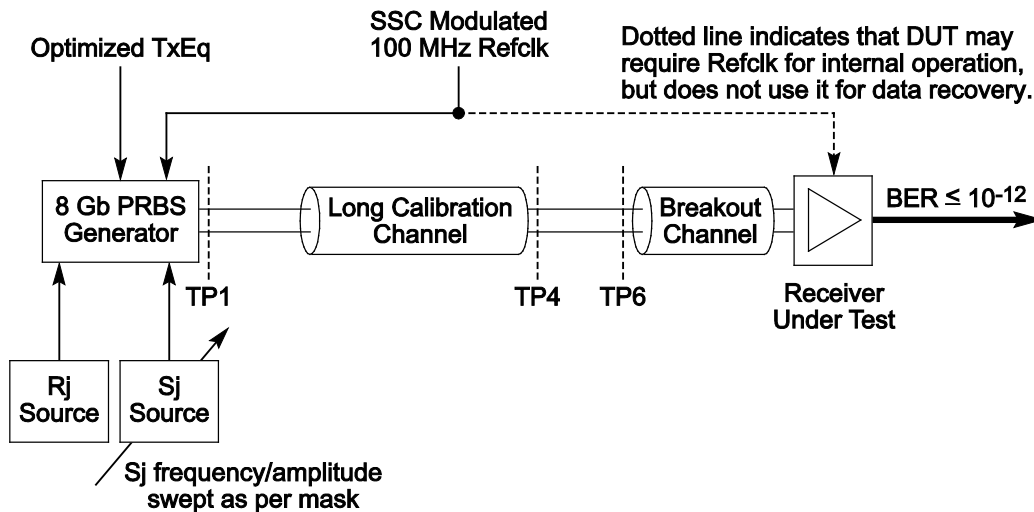 Optimized TxEq
SSC Modulated
100 MHz Refclk
Dotted line indicates that DUT may
require Refclk for internal operation,
but does not use it for data recovery.
8 Gb PRBS
Generator
Long Calibration
Channel
Breakout
Channel
BER ≤ 10-12
TP1
TP4
TP6
Receiver
Under Test
Rj
Source
Sj
Source
Sj frequency/amplitude
swept as per mask